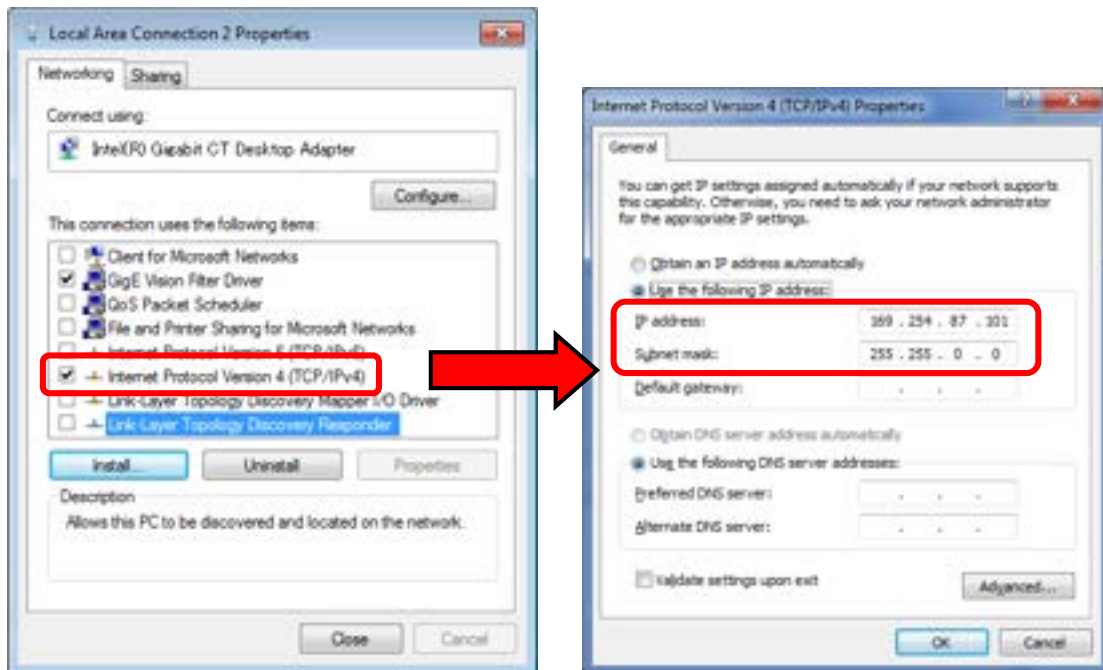 Local Area Connection 2 Properties
Networking Sharing
Connect using:
Intel(R) Gigabit CT Desktop Adapter
Configure...
This connection uses the following items:
Client for Microsoft Networks
GigE Vision Filter Driver
QoS Packet Scheduler
File and Printer Sharing for Microsoft Networks
Internet Protocol Version 6 (TCP/IPv6)
Internet Protocol Version 4 (TCP/IPv4)
Link-Layer Topology Discovery Mapper I/O Driver
Link-Layer Topology Discovery Responder
Install... Uninstall Properties
Description
Allows this PC to be discovered and located on the network.
Close Cancel
Internet Protocol Version 4 (TCP/IPv4) Properties
General
You can get IP settings assigned automatically if your network supports
this capability. Otherwise, you need to ask your network administrator
for the appropriate IP settings.
Obtain an IP address automatically
Use the following IP address:
IP address: 169 . 254 . 87 . 101
Subnet mask: 255 . 255 . 0 . 0
Default gateway: . . .
Obtain DNS server address automatically
Use the following DNS server addresses:
Preferred DNS server: . . .
Alternate DNS server: . . .
Validate settings upon exit
Advanced...
OK Cancel